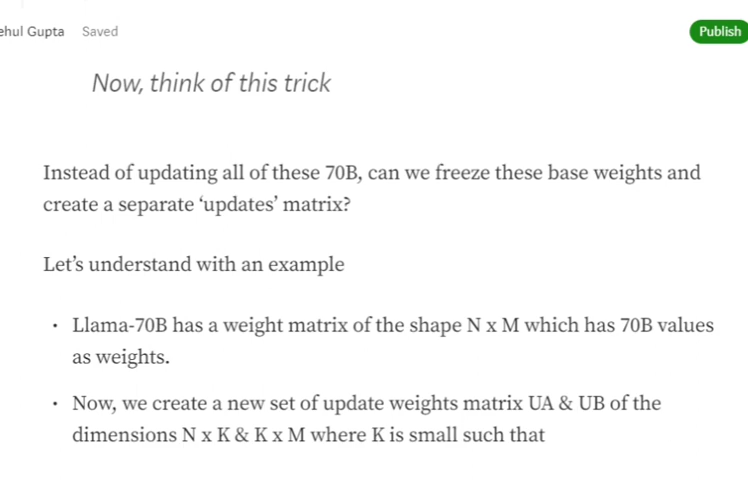 ehul Gupta Saved Publish
Now, think of this trick
Instead of updating all of these 70B, can we freeze these base weights and
create a separate ‘updates’ matrix?
Let’s understand with an example
• Llama-70B has a weight matrix of the shape N x M which has 70B values
as weights.
• Now, we create a new set of update weights matrix UA & UB of the
dimensions N x K & K x M where K is small such that